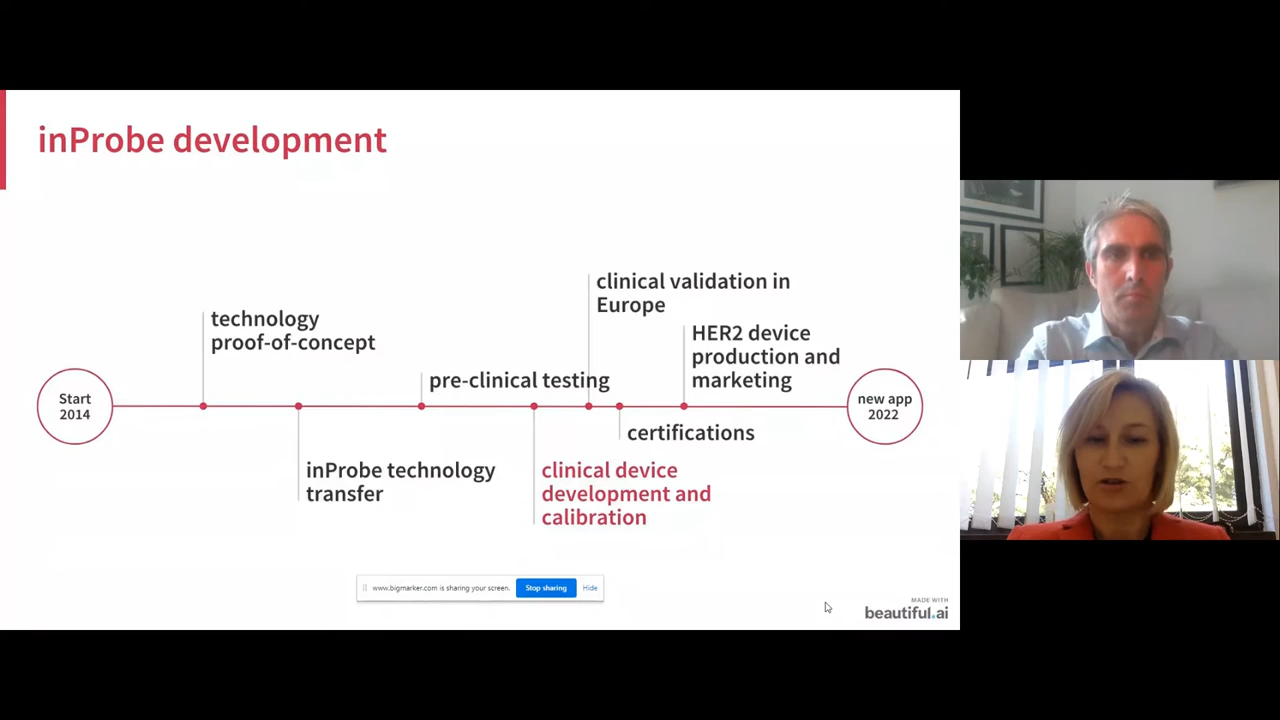 inProbe development
clinical validation in
Europe
technology
proof-of-concept
HER2 device
production and
marketing
pre-clinical testing
Start
2014
new app
2022
certifications
inProbe technology
transfer
clinical device
development and
calibration
www.bigmarker.com is sharing your screen.
Stop sharing
Hide
MADE WITH
beautiful.ai